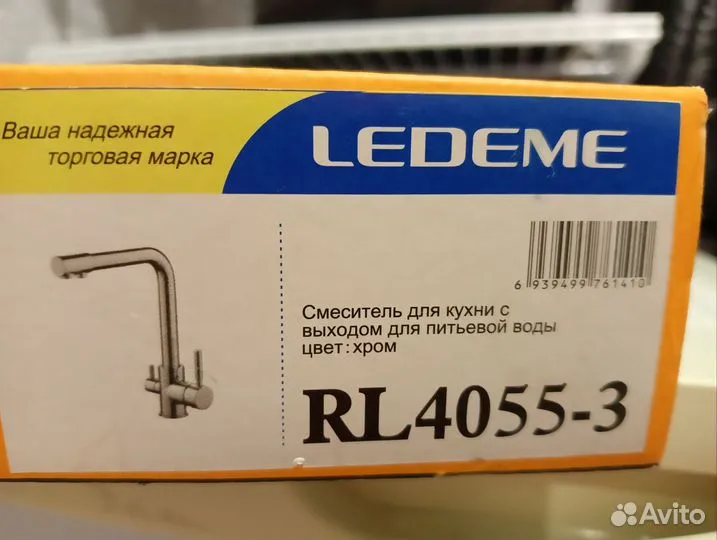 Ваша надежная
торговая марка
LEDEME
6 939499 761410
Смеситель для кухни с
выходом для питьевой воды
цвет:хром
RL4055-3
Avito